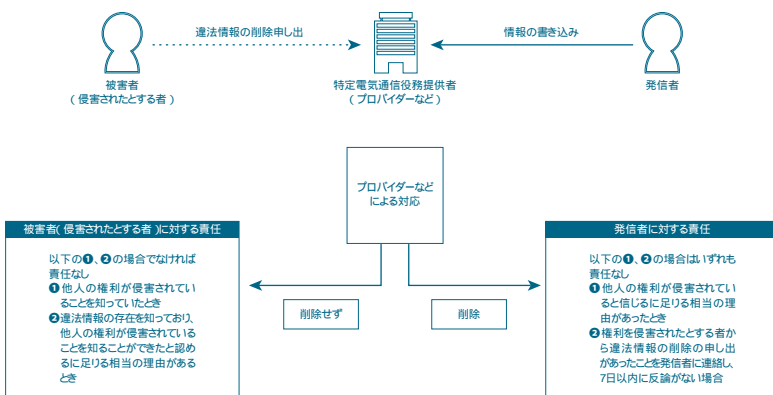 違法情報の削除申し出
情報の書き込み
被害者
(侵害されたとする者)
特定電気通信役務提供者
(プロバイダーなど)
発信者
プロバイダーなど
による対応
被害者(侵害されたとする者)に対する責任
以下の❶、❷の場合でなければ
責任なし
❶他人の権利が侵害されてい
ることを知っていたとき
❷違法情報の存在を知っており、
他人の権利が侵害されている
ことを知ることができたと認め
るに足りる相当の理由がある
とき
削除せず
削除
発信者に対する責任
以下の❶、❷の場合はいずれも
責任なし
❶他人の権利が侵害されてい
ると信じるに足りる相当の理
由があったとき
❷権利を侵害されたとする者か
ら違法情報の削除の申し出
があったことを発信者に連絡し、
7日以内に反論がない場合